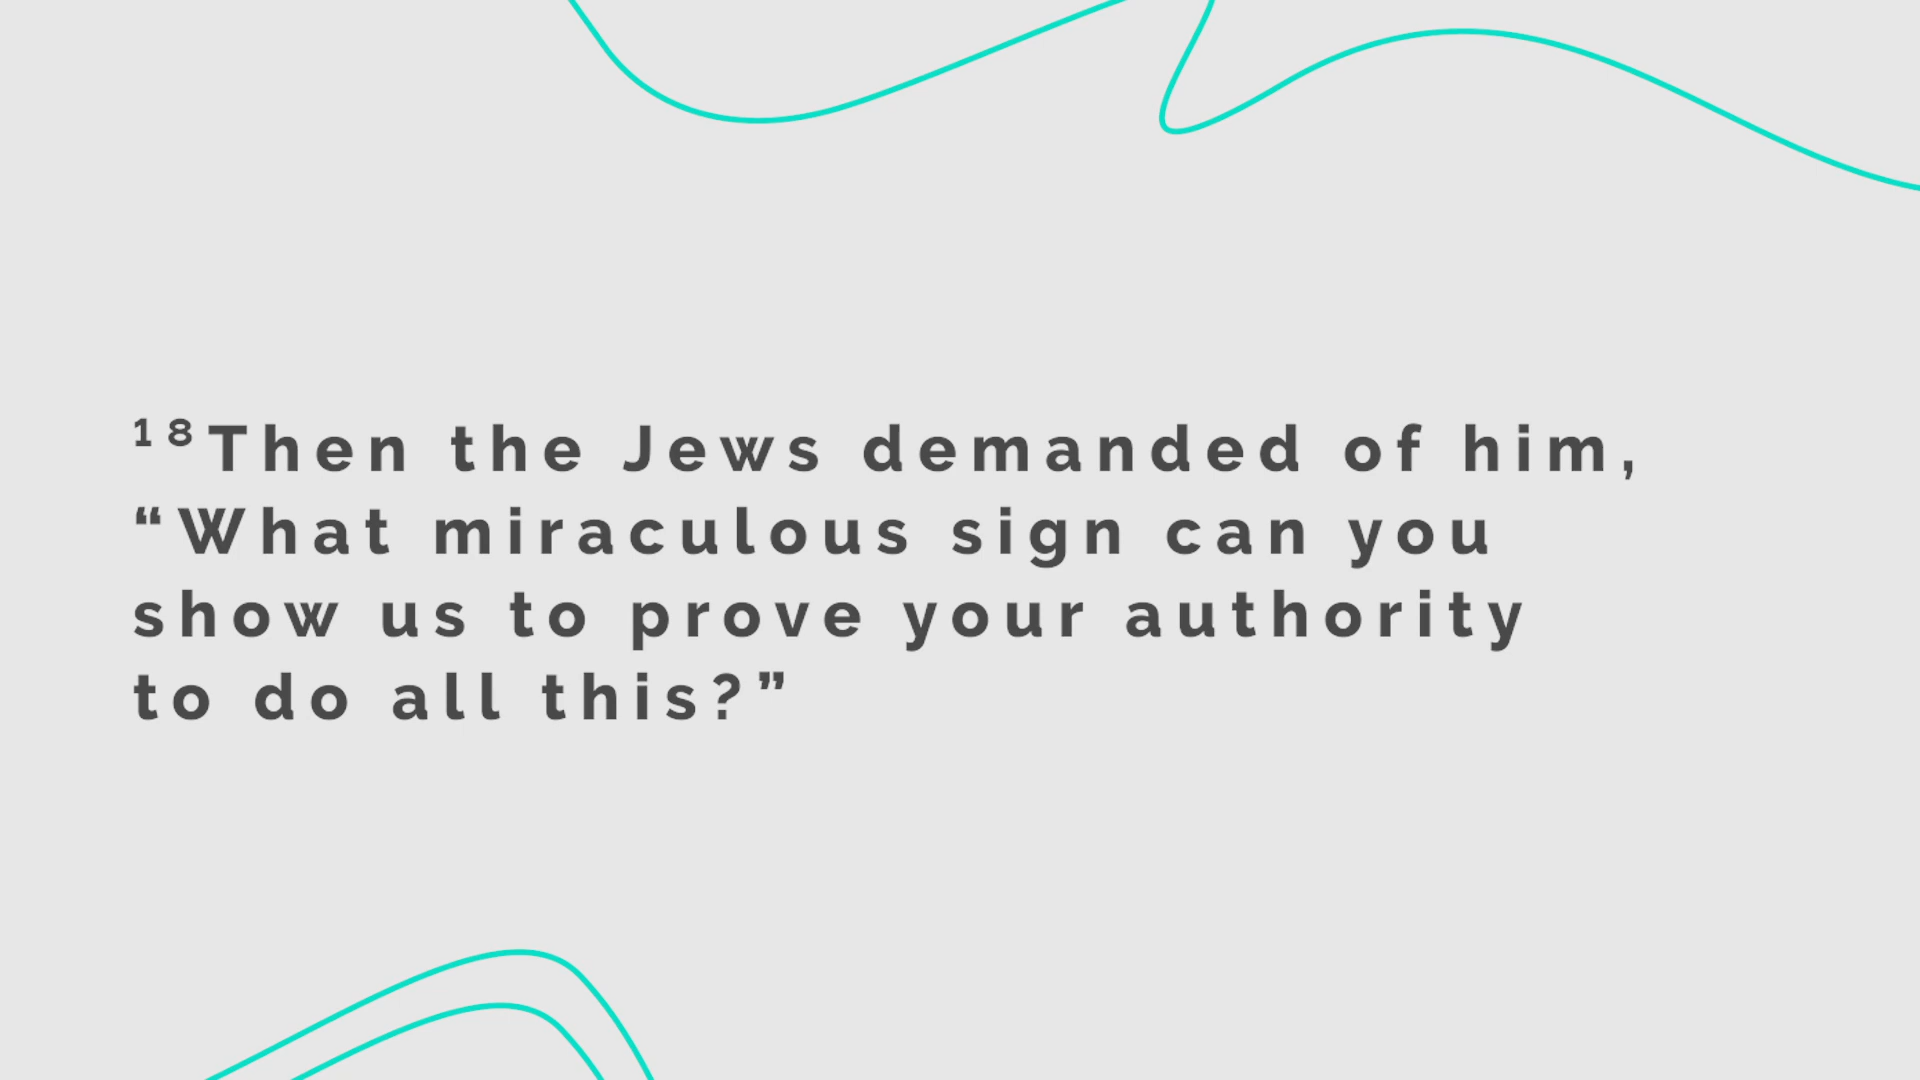 ¹⁸Then the Jews demanded of him,
“What miraculous sign can you
show us to prove your authority
to do all this?”